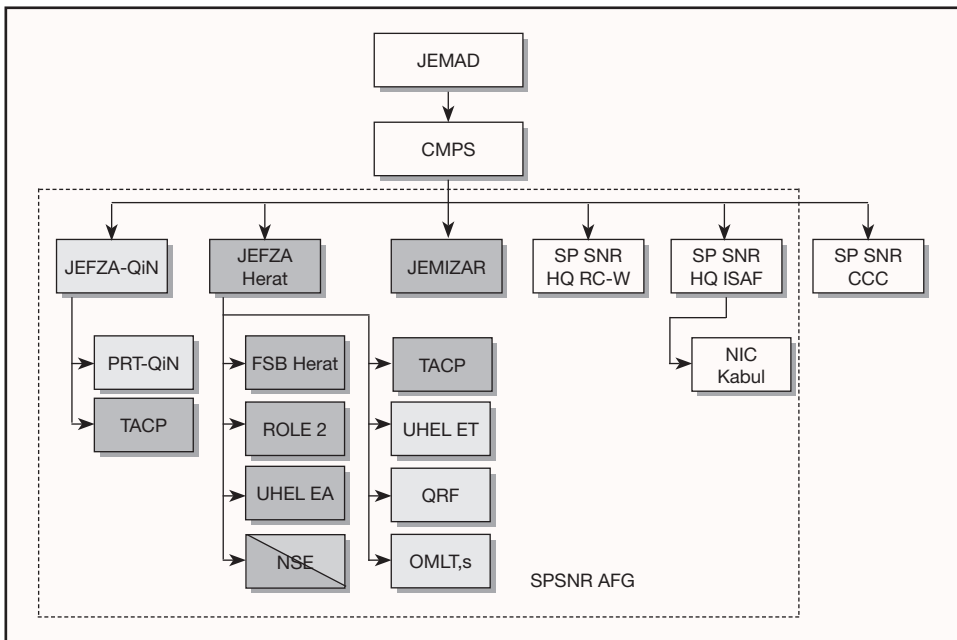 JEMAD
CMPS
JEFZA-QiN
JEFZA
Herat
JEMIZAR
SP SNR
HQ RC-W
SP SNR
HQ ISAF
SP SNR
CCC
PRT-QiN
TACP
FSB Herat
ROLE 2
UHEL EA
NSE
TACP
UHEL ET
QRF
OMLT,s
NIC
Kabul
SPSNR AFG